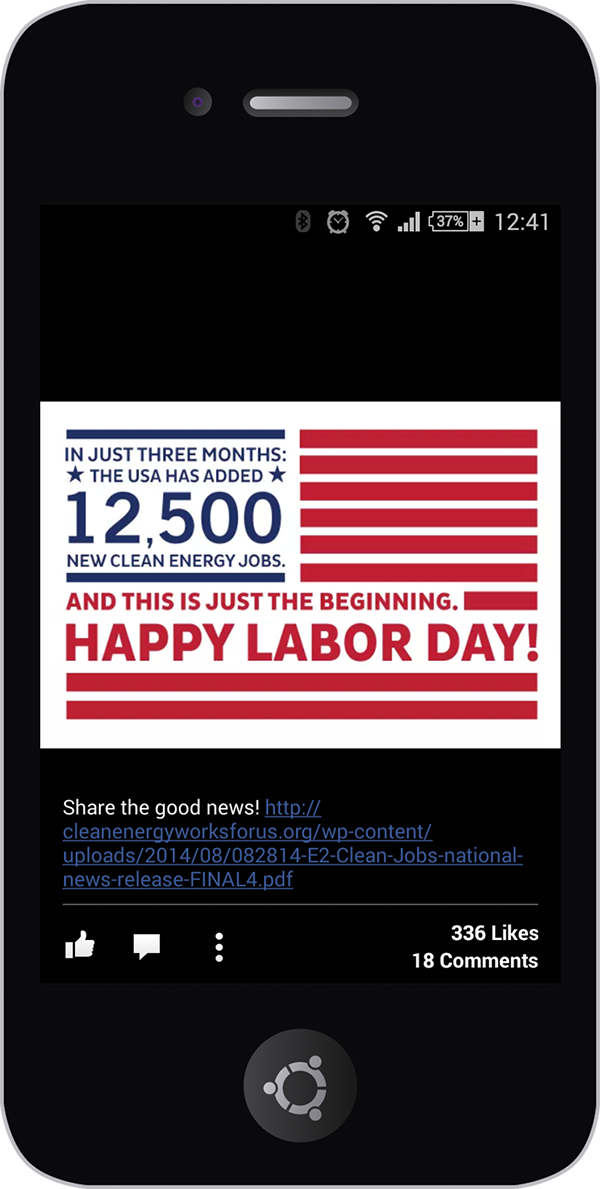 37% 12:41
IN JUST THREE MONTHS:
★ THE USA HAS ADDED ★
12,500
NEW CLEAN ENERGY JOBS.
AND THIS IS JUST THE BEGINNING.
HAPPY LABOR DAY!
Share the good news! http://
cleanenergyworksforus.org/wp-content/
uploads/2014/08/082814-E2-Clean-Jobs-national-
news-release-FINAL4.pdf
336 Likes
18 Comments